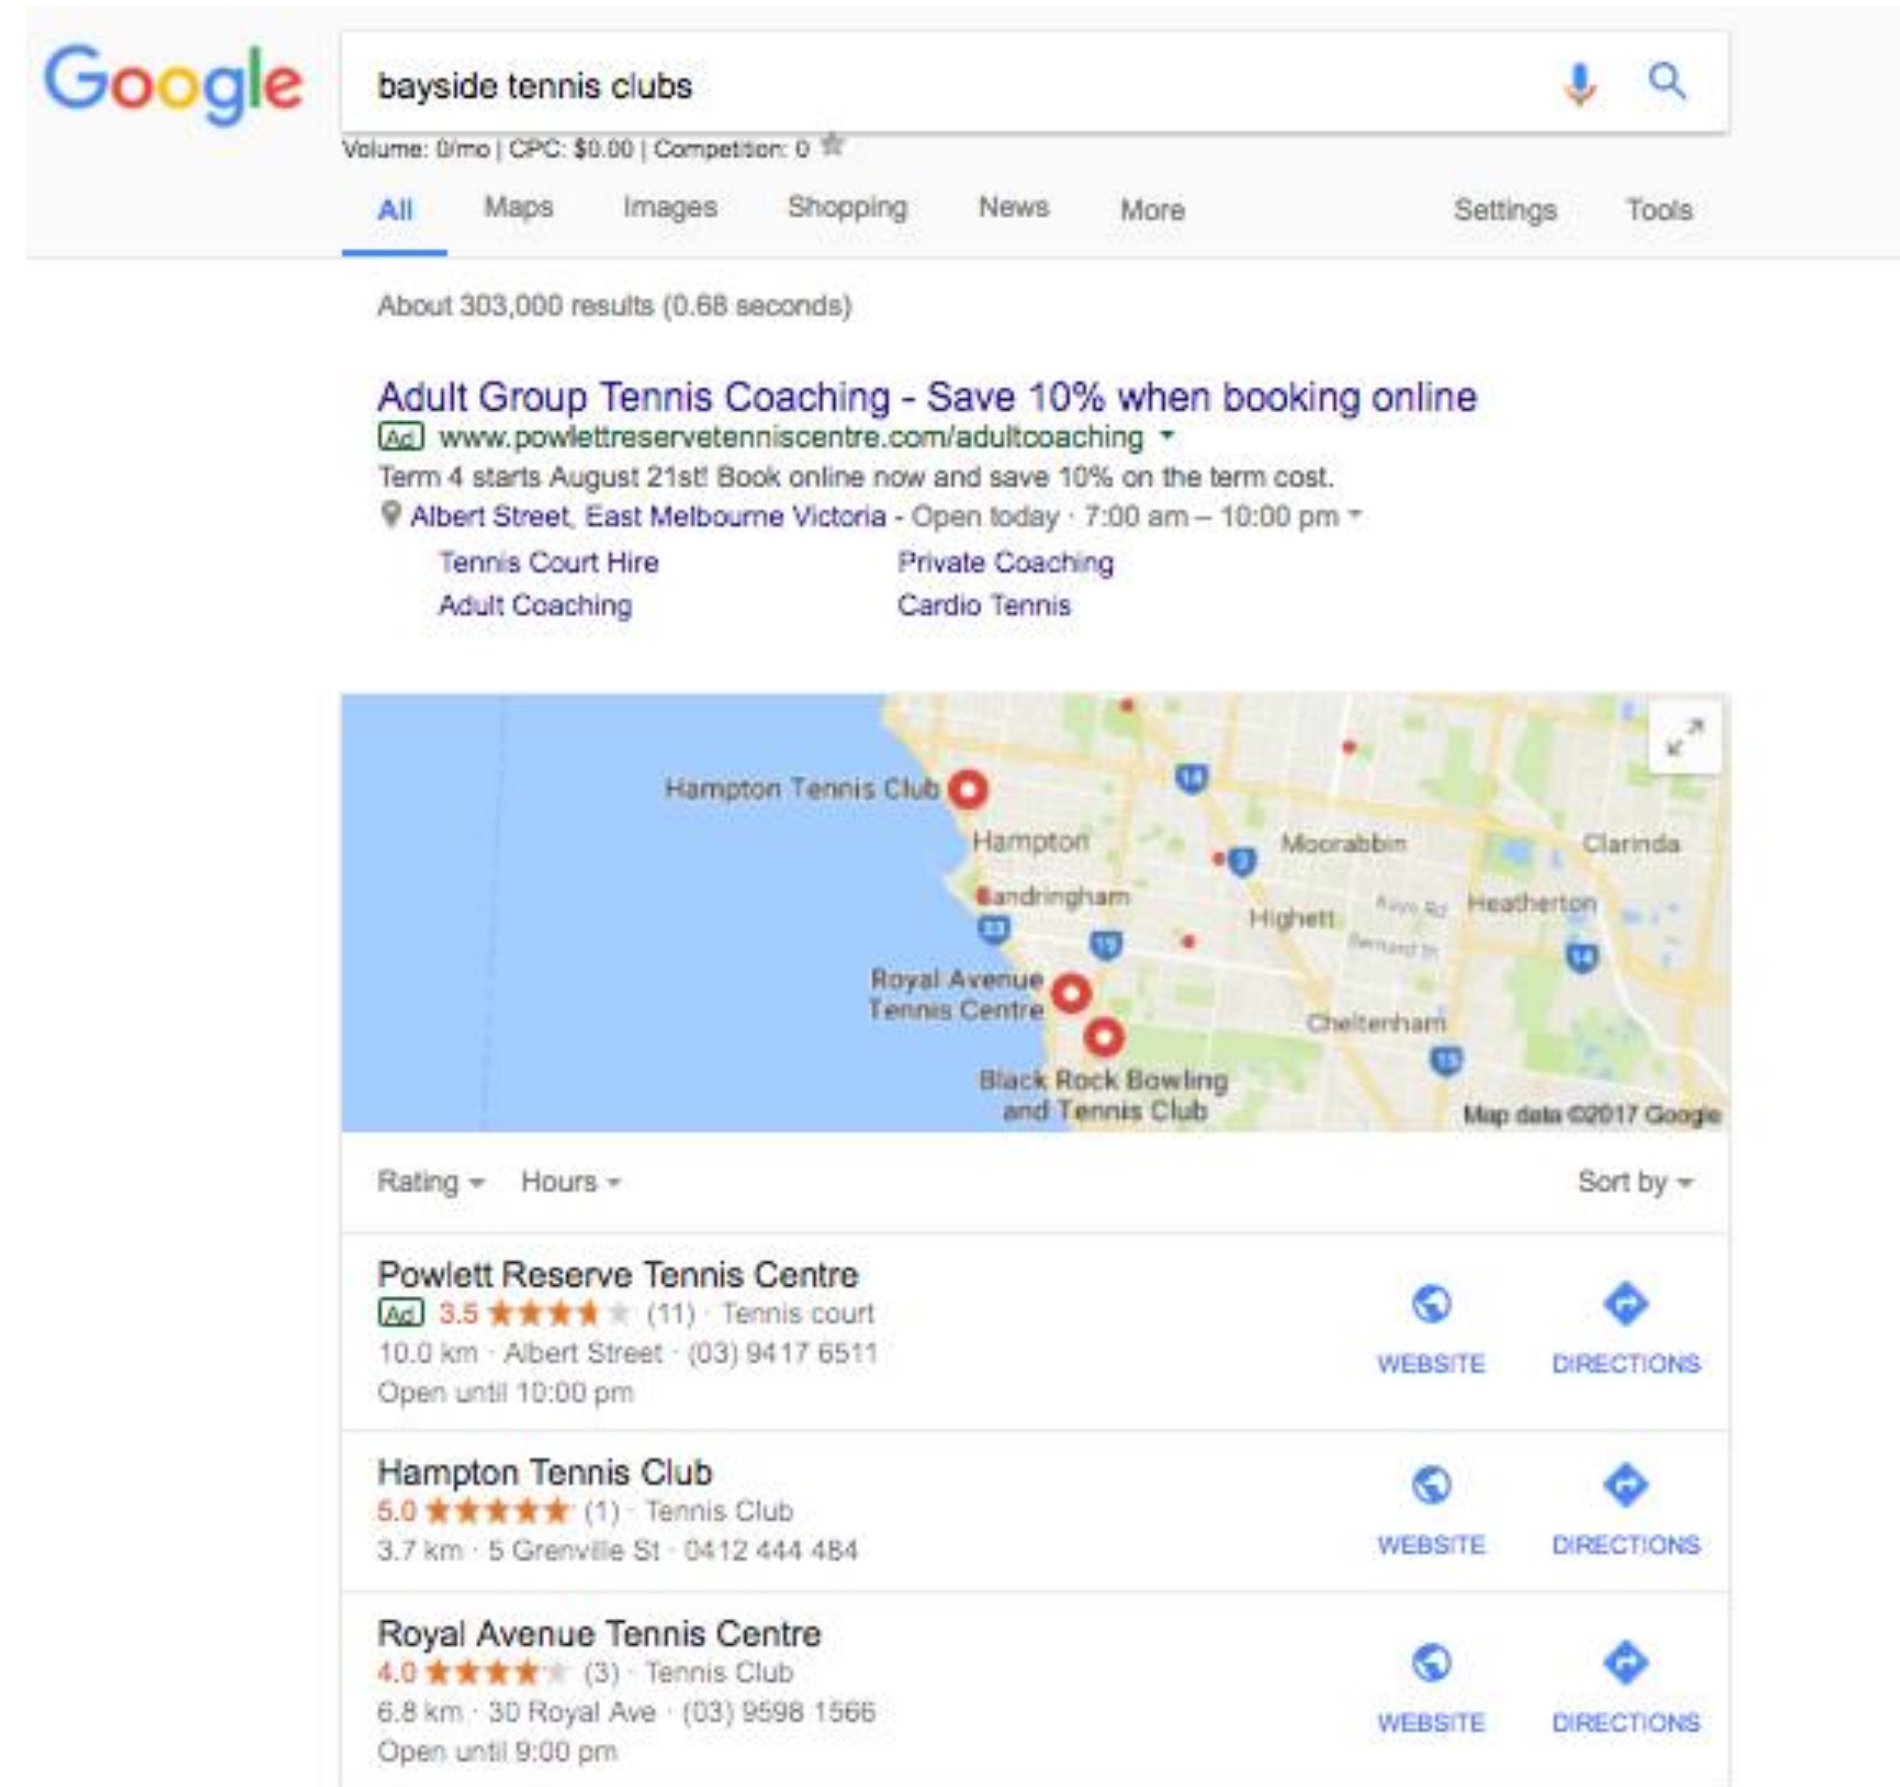 Google
bayside tennis clubs
Volume: 0/mo | CPC: $0.00 | Competition: 0
All Maps Images Shopping News More Settings Tools
About 303,000 results (0.68 seconds)
Adult Group Tennis Coaching - Save 10% when booking online
Ad www.powlettreservetenniscentre.com/adultcoaching
Term 4 starts August 21st! Book online now and save 10% on the term cost.
Albert Street, East Melbourne Victoria - Open today · 7:00 am – 10:00 pm
Tennis Court Hire Private Coaching
Adult Coaching Cardio Tennis
Hampton Tennis Club
14
Hampton
Moorabbin
Clarinda
3
Sandringham
Highett
Heatherton
33
19
14
Royal Avenue
Tennis Centre
Cheltenham
15
Black Rock Bowling
and Tennis Club
Map data ©2017 Google
Rating Hours Sort by
Powlett Reserve Tennis Centre
Ad 3.5 (11) · Tennis court
10.0 km · Albert Street · (03) 9417 6511
Open until 10:00 pm
WEBSITE DIRECTIONS
Hampton Tennis Club
5.0 (1) · Tennis Club
3.7 km · 5 Grenville St · 0412 444 484
WEBSITE DIRECTIONS
Royal Avenue Tennis Centre
4.0 (3) · Tennis Club
6.8 km · 30 Royal Ave · (03) 9598 1566
Open until 9:00 pm
WEBSITE DIRECTIONS